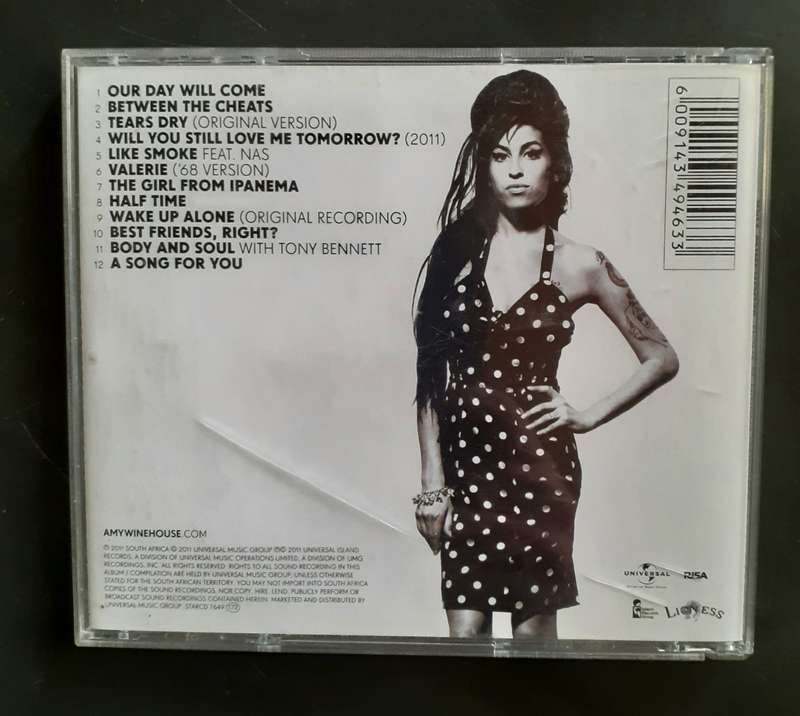 1 OUR DAY WILL COME
2 BETWEEN THE CHEATS
3 TEARS DRY (ORIGINAL VERSION)
4 WILL YOU STILL LOVE ME TOMORROW? (2011)
5 LIKE SMOKE FEAT. NAS
6 VALERIE ('68 VERSION)
7 THE GIRL FROM IPANEMA
8 HALF TIME
9 WAKE UP ALONE (ORIGINAL RECORDING)
10 BEST FRIENDS, RIGHT?
11 BODY AND SOUL WITH TONY BENNETT
12 A SONG FOR YOU
6 009143 494633
AMYWINEHOUSE.COM
℗ 2011 SOUTH AFRICA © 2011 UNIVERSAL MUSIC GROUP ℗© 2011 UNIVERSAL ISLAND
RECORDS, A DIVISION OF UNIVERSAL MUSIC OPERATIONS LIMITED, A DIVISION OF UMG
RECORDINGS, INC. ALL RIGHTS RESERVED. RIGHTS TO ALL SOUND RECORDING IN THIS
ALBUM / COMPILATION ARE HELD BY UNIVERSAL MUSIC GROUP, UNLESS OTHERWISE
STATED FOR THE SOUTH AFRICAN TERRITORY. YOU MAY NOT IMPORT INTO SOUTH AFRICA
COPIES OF THE SOUND RECORDINGS, NOR COPY, HIRE, LEND, PUBLICLY PERFORM OR
BROADCAST SOUND RECORDINGS CONTAINED HEREIN. MARKETED AND DISTRIBUTED BY
UNIVERSAL MUSIC GROUP. STARCD 7649 172
UNIVERSAL
RISA
LIONESS